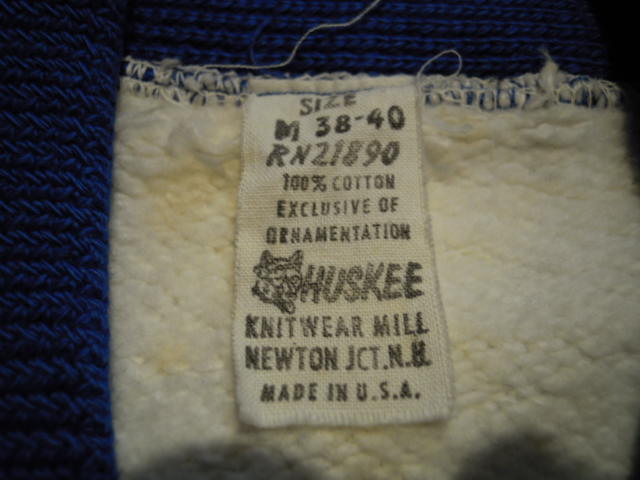 SIZE
M 38-40
RN21890
100% COTTON
EXCLUSIVE OF
ORNAMENTATION
HUSKEE
KNITWEAR MILL
NEWTON JCT. N.H.
MADE IN U.S.A.